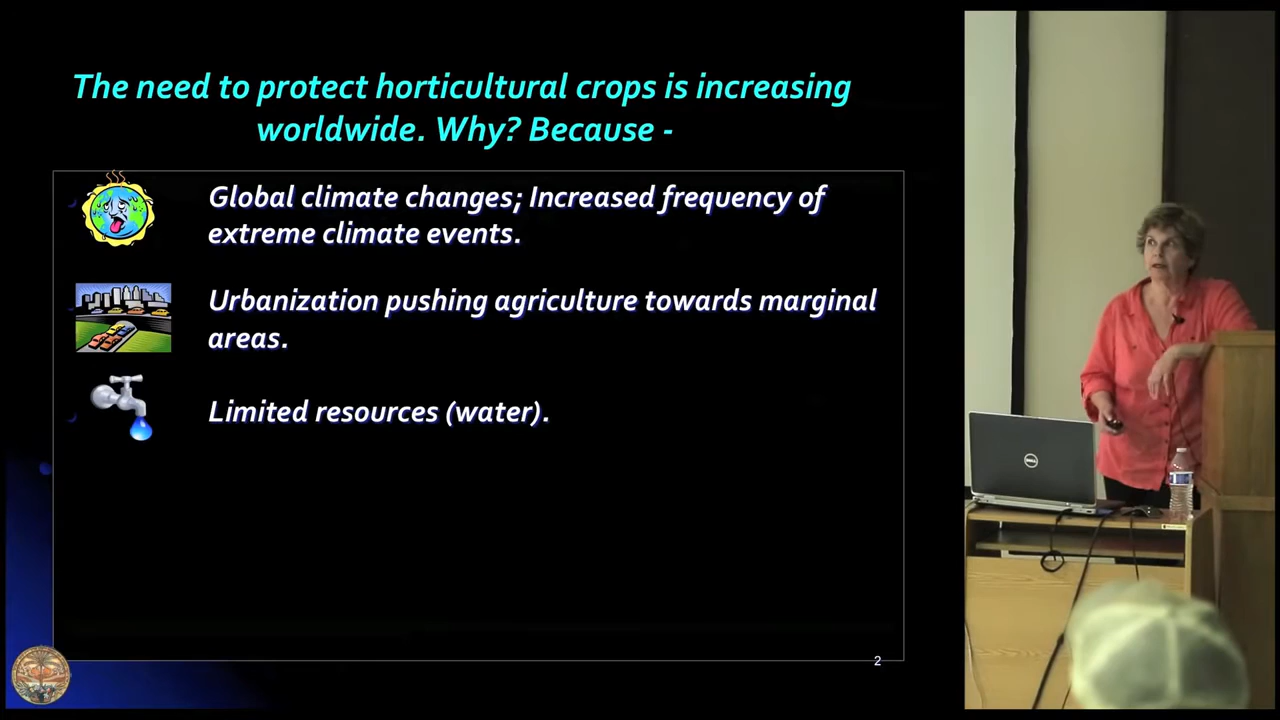 The need to protect horticultural crops is increasing
worldwide. Why? Because -
Global climate changes; Increased frequency of
extreme climate events.
Urbanization pushing agriculture towards marginal
areas.
Limited resources (water).
2
DELL